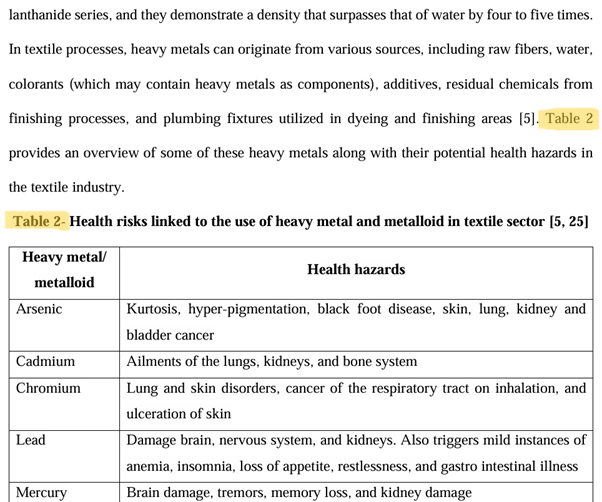 lanthanide series, and they demonstrate a density that surpasses that of water by four to five times.
In textile processes, heavy metals can originate from various sources, including raw fibers, water,
colorants (which may contain heavy metals as components), additives, residual chemicals from
finishing processes, and plumbing fixtures utilized in dyeing and finishing areas [5]. Table 2
provides an overview of some of these heavy metals along with their potential health hazards in
the textile industry.
Table 2- Health risks linked to the use of heavy metal and metalloid in textile sector [5, 25]
Heavy metal/
metalloid
Health hazards
Arsenic
Kurtosis, hyper-pigmentation, black foot disease, skin, lung, kidney and
bladder cancer
Cadmium
Ailments of the lungs, kidneys, and bone system
Chromium
Lung and skin disorders, cancer of the respiratory tract on inhalation, and
ulceration of skin
Lead
Damage brain, nervous system, and kidneys. Also triggers mild instances of
anemia, insomnia, loss of appetite, restlessness, and gastro intestinal illness
Mercury
Brain damage, tremors, memory loss, and kidney damage